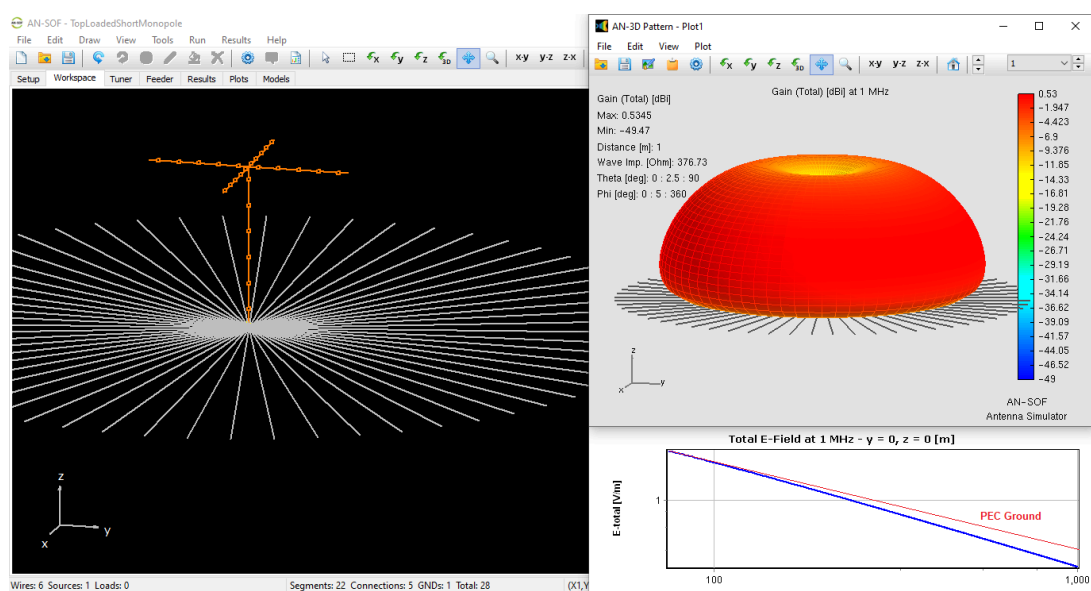 AN-SOF - TopLoadedShortMonopole
File Edit Draw View Tools Run Results Help
x y z 3D x-y y-z z-x
Setup Workspace Tuner Feeder Results Plots Models
z
y
x
Wires: 6 Sources: 1 Loads: 0 Segments: 22 Connections: 5 GNDs: 1 Total: 28 (X1,Y
AN-3D Pattern - Plot1
File Edit View Plot
x y z 3D x-y y-z z-x 1
Gain (Total) [dBi] at 1 MHz
Gain (Total) [dBi]
Max: 0.5345
Min: -49.47
Distance [m]: 1
Wave Imp. [Ohm]: 376.73
Theta [deg]: 0 : 2.5 : 90
Phi [deg]: 0 : 5 : 360
0.53
-1.947
-4.423
-6.9
-9.376
-11.85
-14.33
-16.81
-19.28
-21.76
-24.24
-26.71
-29.19
-31.66
-34.14
-36.62
-39.09
-41.57
-44.05
-46.52
-49
z
y
x
AN-SOF
Antenna Simulator
Total E-Field at 1 MHz - y = 0, z = 0 [m]
E-total [V/m]
1
PEC Ground
100 1,000